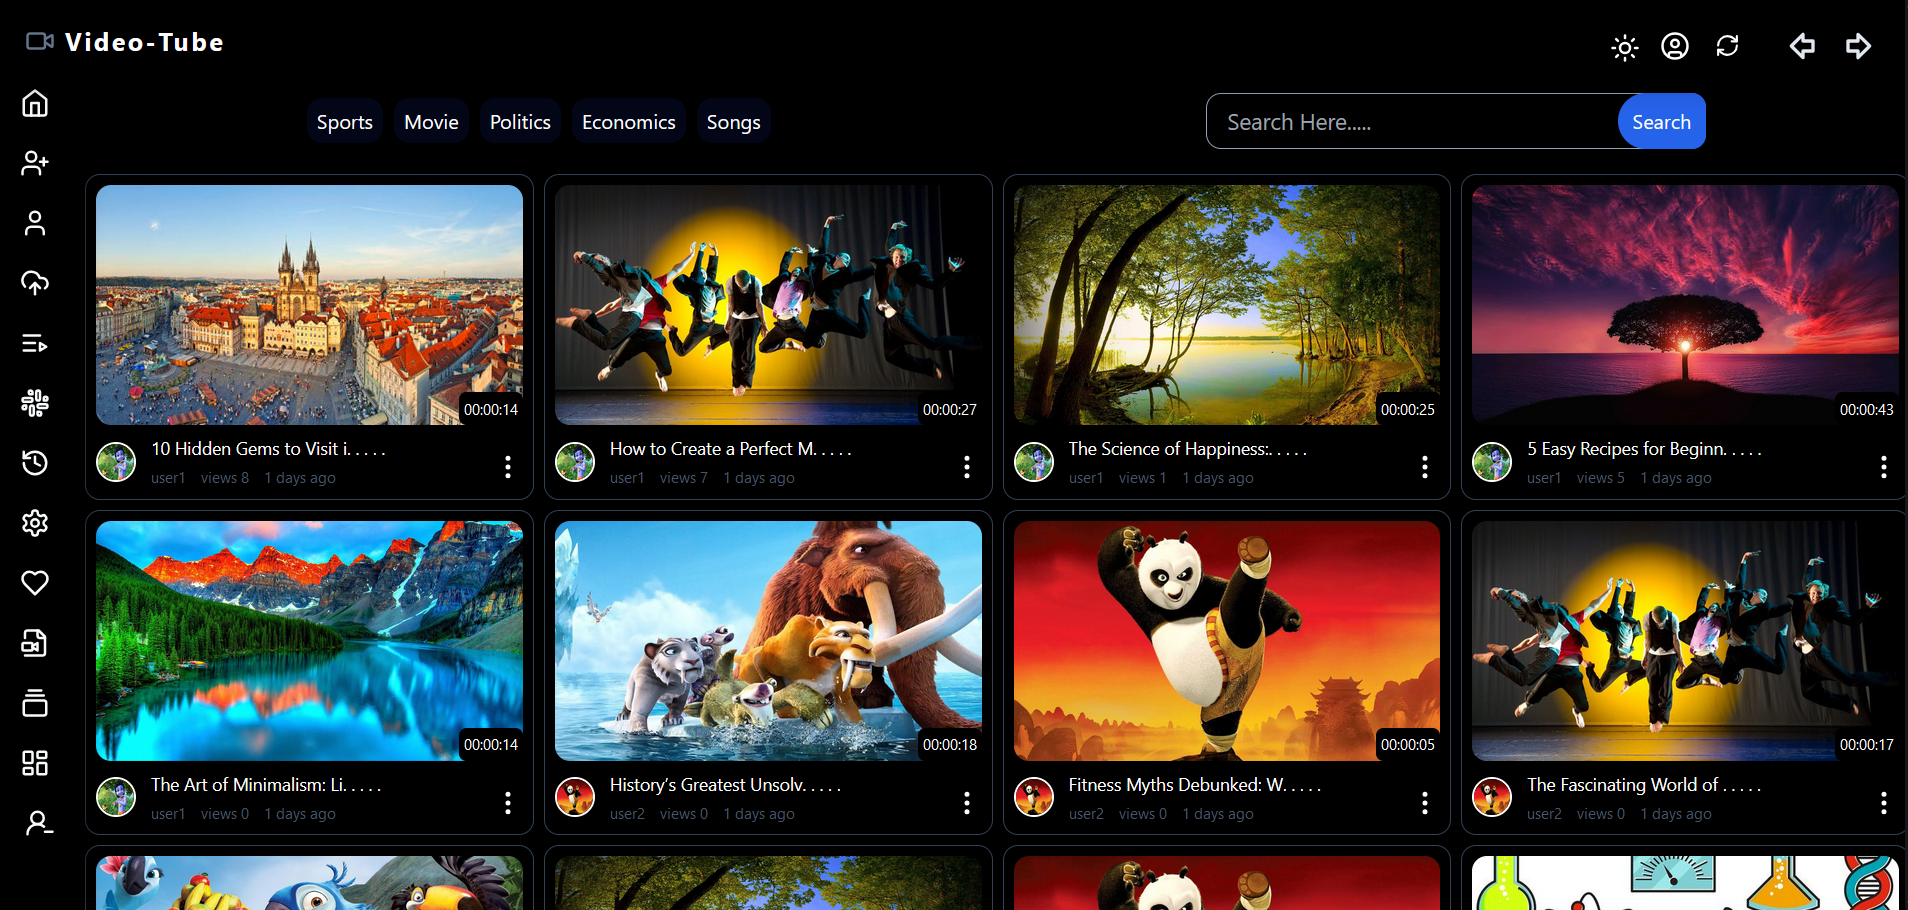 Video-Tube
Sports Movie Politics Economics Songs
Search Here..... Search
00:00:14
00:00:27
00:00:25
00:00:43
10 Hidden Gems to Visit i. . . . .
user1 views 8 1 days ago
How to Create a Perfect M. . . . .
user1 views 7 1 days ago
The Science of Happiness:. . . . .
user1 views 1 1 days ago
5 Easy Recipes for Beginn. . . . .
user1 views 5 1 days ago
00:00:14
00:00:18
00:00:05
00:00:17
The Art of Minimalism: Li. . . . .
user1 views 0 1 days ago
History’s Greatest Unsolv. . . . .
user2 views 0 1 days ago
Fitness Myths Debunked: W. . . . .
user2 views 0 1 days ago
The Fascinating World of . . . . .
user2 views 0 1 days ago